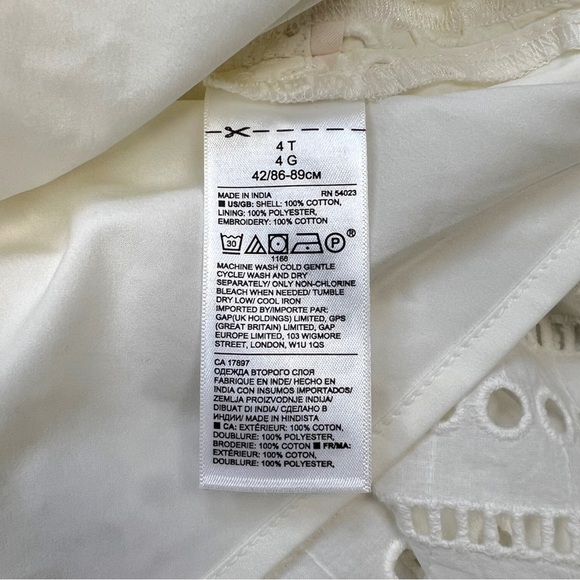 4 T
4 G
42/86-89CM
MADE IN INDIA RN 54023
■ US/GB: SHELL: 100% COTTON,
LINING: 100% POLYESTER,
EMBROIDERY: 100% COTTON
30 P ®
1166
MACHINE WASH COLD GENTLE
CYCLE/ WASH AND DRY
SEPARATELY/ ONLY NON-CHLORINE
BLEACH WHEN NEEDED/ TUMBLE
DRY LOW/ COOL IRON
IMPORTED BY/IMPORTE PAR:
GAP(UK HOLDINGS) LIMITED, GPS
(GREAT BRITAIN) LIMITED, GAP
EUROPE LIMITED, 103 WIGMORE
STREET, LONDON, W1U 1QS
CA 17897
ОДЕЖДА ВТОРОГО СЛОЯ
FABRIQUE EN INDE/ HECHO EN
INDIA CON INSUMOS IMPORTADOS/
ZEMLJA PROIZVODNJE INDIJA/
DIBUAT DI INDIA/ СДЕЛАНО В
ИНДИИ/ MADE IN HINDISTA
■ CA: EXTÉRIEUR: 100% COTON,
DOUBLURE: 100% POLYESTER,
BRODERIE: 100% COTON ■ FR/MA:
EXTÉRIEUR: 100% COTON,
DOUBLURE: 100% POLYESTER,